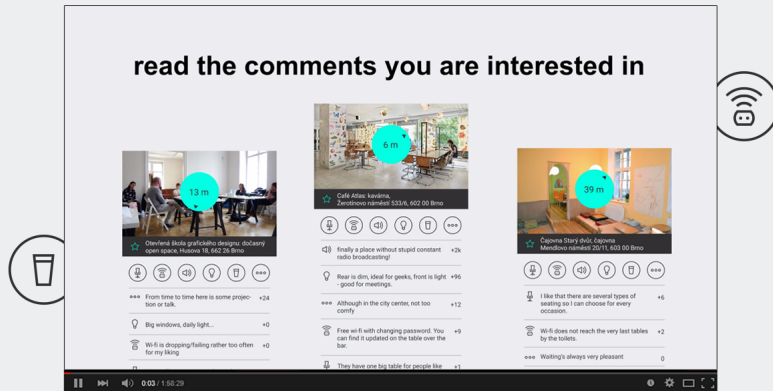 read the comments you are interested in
13 m
Otevřená škola grafického designu: dočasný
open space, Husova 18, 662 26 Brno
From time to time here is some projec-
tion or talk.
+24
Big windows, daily light...
+0
Wi-fi is dropping/failing rather too often
for my liking
+0
6 m
Café Atlas: kavárna,
Žerotínovo náměstí 533/6, 602 00 Brno
finally a place without stupid constant
radio broadcasting!
+2k
Rear is dim, ideal for geeks, front is light
- good for meetings.
+96
Although in the city center, not too
comfy
+12
Free wi-fi with changing password. You
can find it updated on the table over the
bar.
+9
They have one big table for people like
+1
39 m
Čajovna Starý dvůr, čajovna
Mendlovo náměstí 20/11, 603 00 Brno
I like that there are several types of
seating so I can choose for every
occasion.
+6
Wi-fi does not reach the very last tables
by the toilets.
+2
Waiting's always very pleasant
0
0:03 / 1:58:29